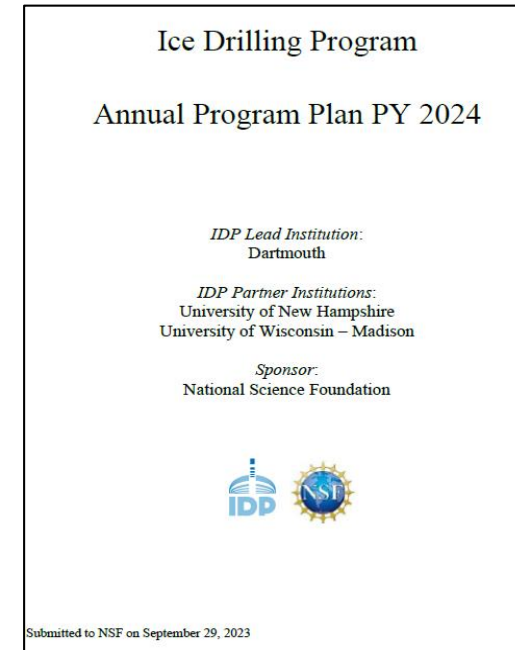 Ice Drilling Program
Annual Program Plan PY 2024
IDP Lead Institution:
Dartmouth
IDP Partner Institutions:
University of New Hampshire
University of Wisconsin – Madison
Sponsor:
National Science Foundation
IDP
NSF
Submitted to NSF on September 29, 2023